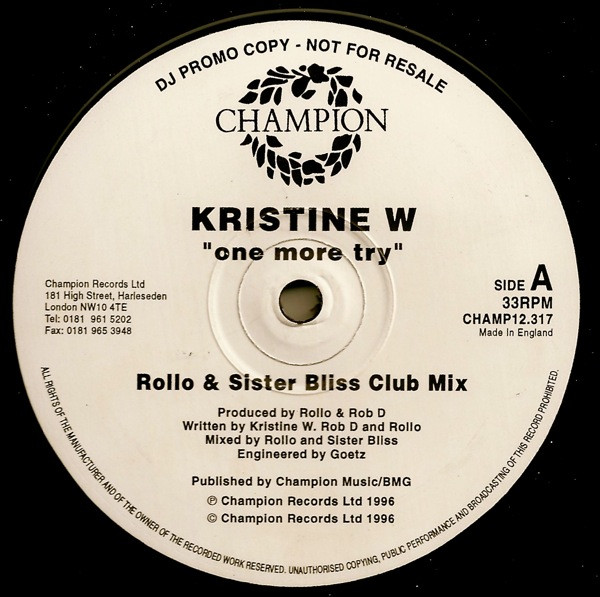 DJ PROMO COPY - NOT FOR RESALE
CHAMPION
KRISTINE W
"one more try"
Champion Records Ltd
181 High Street, Harleseden
London NW10 4TE
Tel: 0181 961 5202
Fax: 0181 965 3948
SIDE A
33RPM
CHAMP12.317
Made In England
Rollo & Sister Bliss Club Mix
Produced by Rollo & Rob D
Written by Kristine W. Rob D and Rollo
Mixed by Rollo and Sister Bliss
Engineered by Goetz
Published by Champion Music/BMG
℗ Champion Records Ltd 1996
© Champion Records Ltd 1996
ALL RIGHTS OF THE MANUFACTURER AND OF THE OWNER OF THE RECORDED WORK RESERVED. UNAUTHORISED COPYING, PUBLIC PERFORMANCE AND BROADCASTING OF THIS RECORD PROHIBITED.